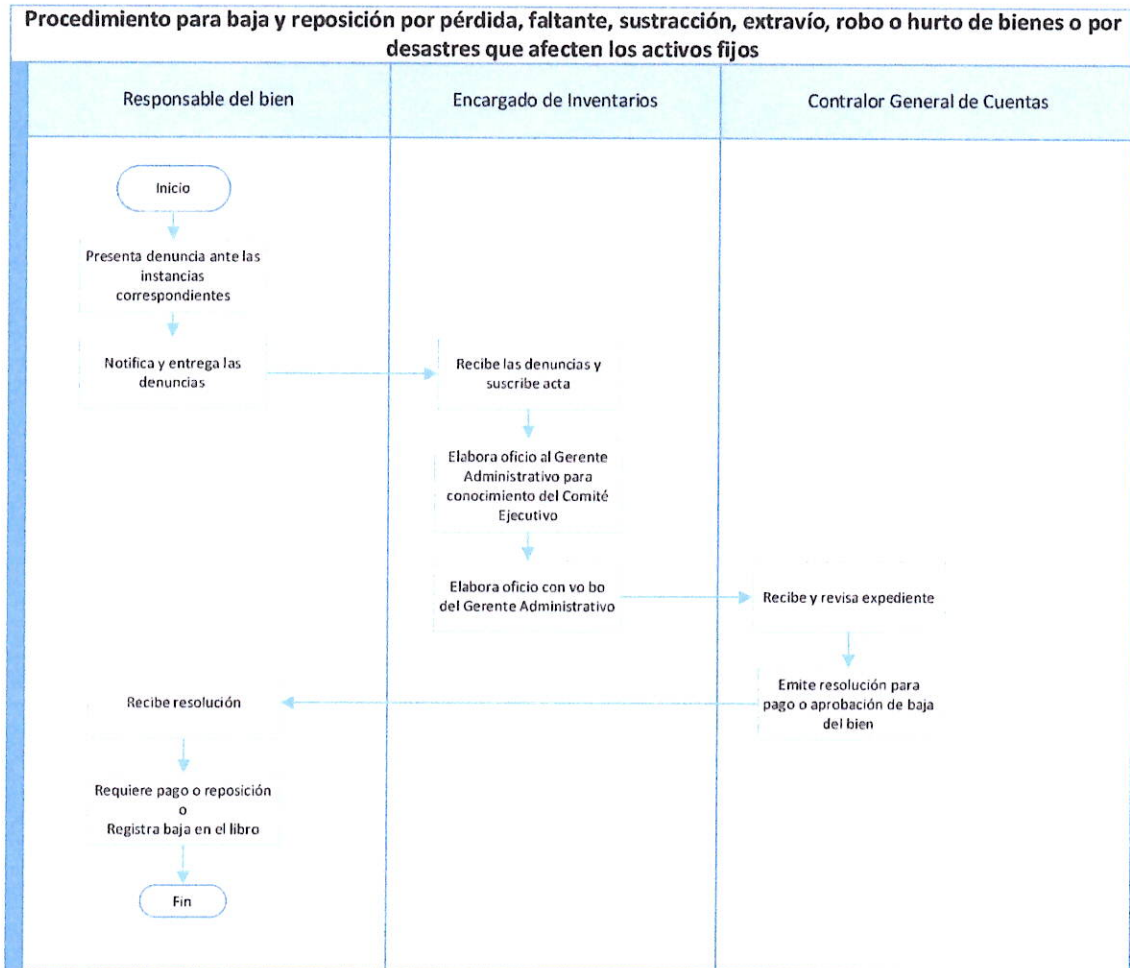 Procedimiento para baja y reposición por pérdida, faltante, sustracción, extravío, robo o hurto de bienes o por
desastres que afecten los activos fijos
Responsable del bien
Encargado de Inventarios
Contralor General de Cuentas
Inicio
Presenta denuncia ante las
instancias
correspondientes
Notifica y entrega las
denuncias
Recibe las denuncias y
suscribe acta
Elabora oficio al Gerente
Administrativo para
conocimiento del Comité
Ejecutivo
Elabora oficio con vo bo
del Gerente Administrativo
Recibe y revisa expediente
Emite resolución para
pago o aprobación de baja
del bien
Recibe resolución
Requiere pago o reposición
o
Registra baja en el libro
Fin